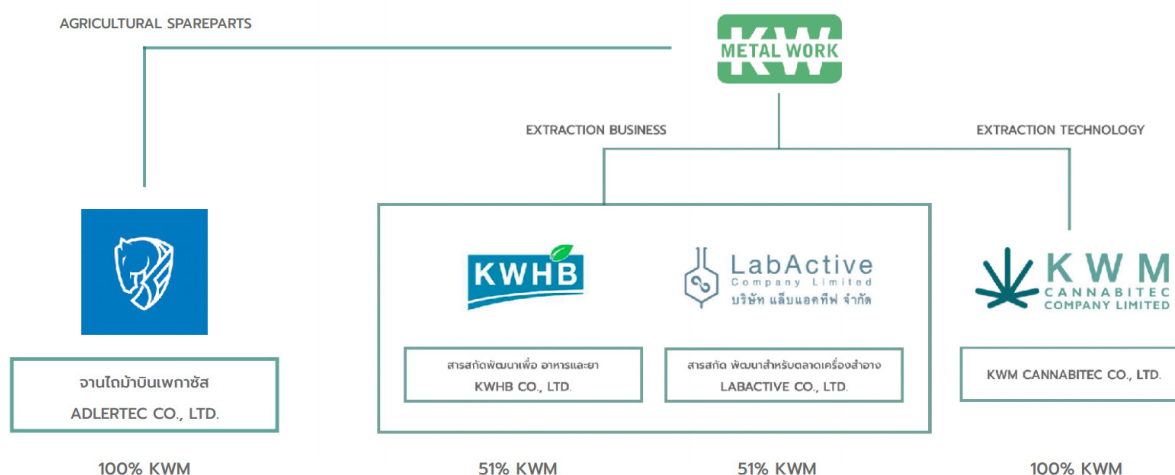 AGRICULTURAL SPAREPARTS
KW
METAL WORK
EXTRACTION BUSINESS
EXTRACTION TECHNOLOGY
KWHB
LabActive
Company Limited
บริษัท แล็บแอคทีฟ จำกัด
KWM
CANNABITEC
COMPANY LIMITED
จานไถม้าบินเพกาซัส
ADLERTEC CO., LTD.
สารสกัดพัฒนาเพื่อ อาหารและยา
KWHB CO., LTD.
สารสกัด พัฒนาสำหรับตลาดเครื่องสำอาง
LABACTIVE CO., LTD.
KWM CANNABITEC CO., LTD.
100% KWM
51% KWM
51% KWM
100% KWM